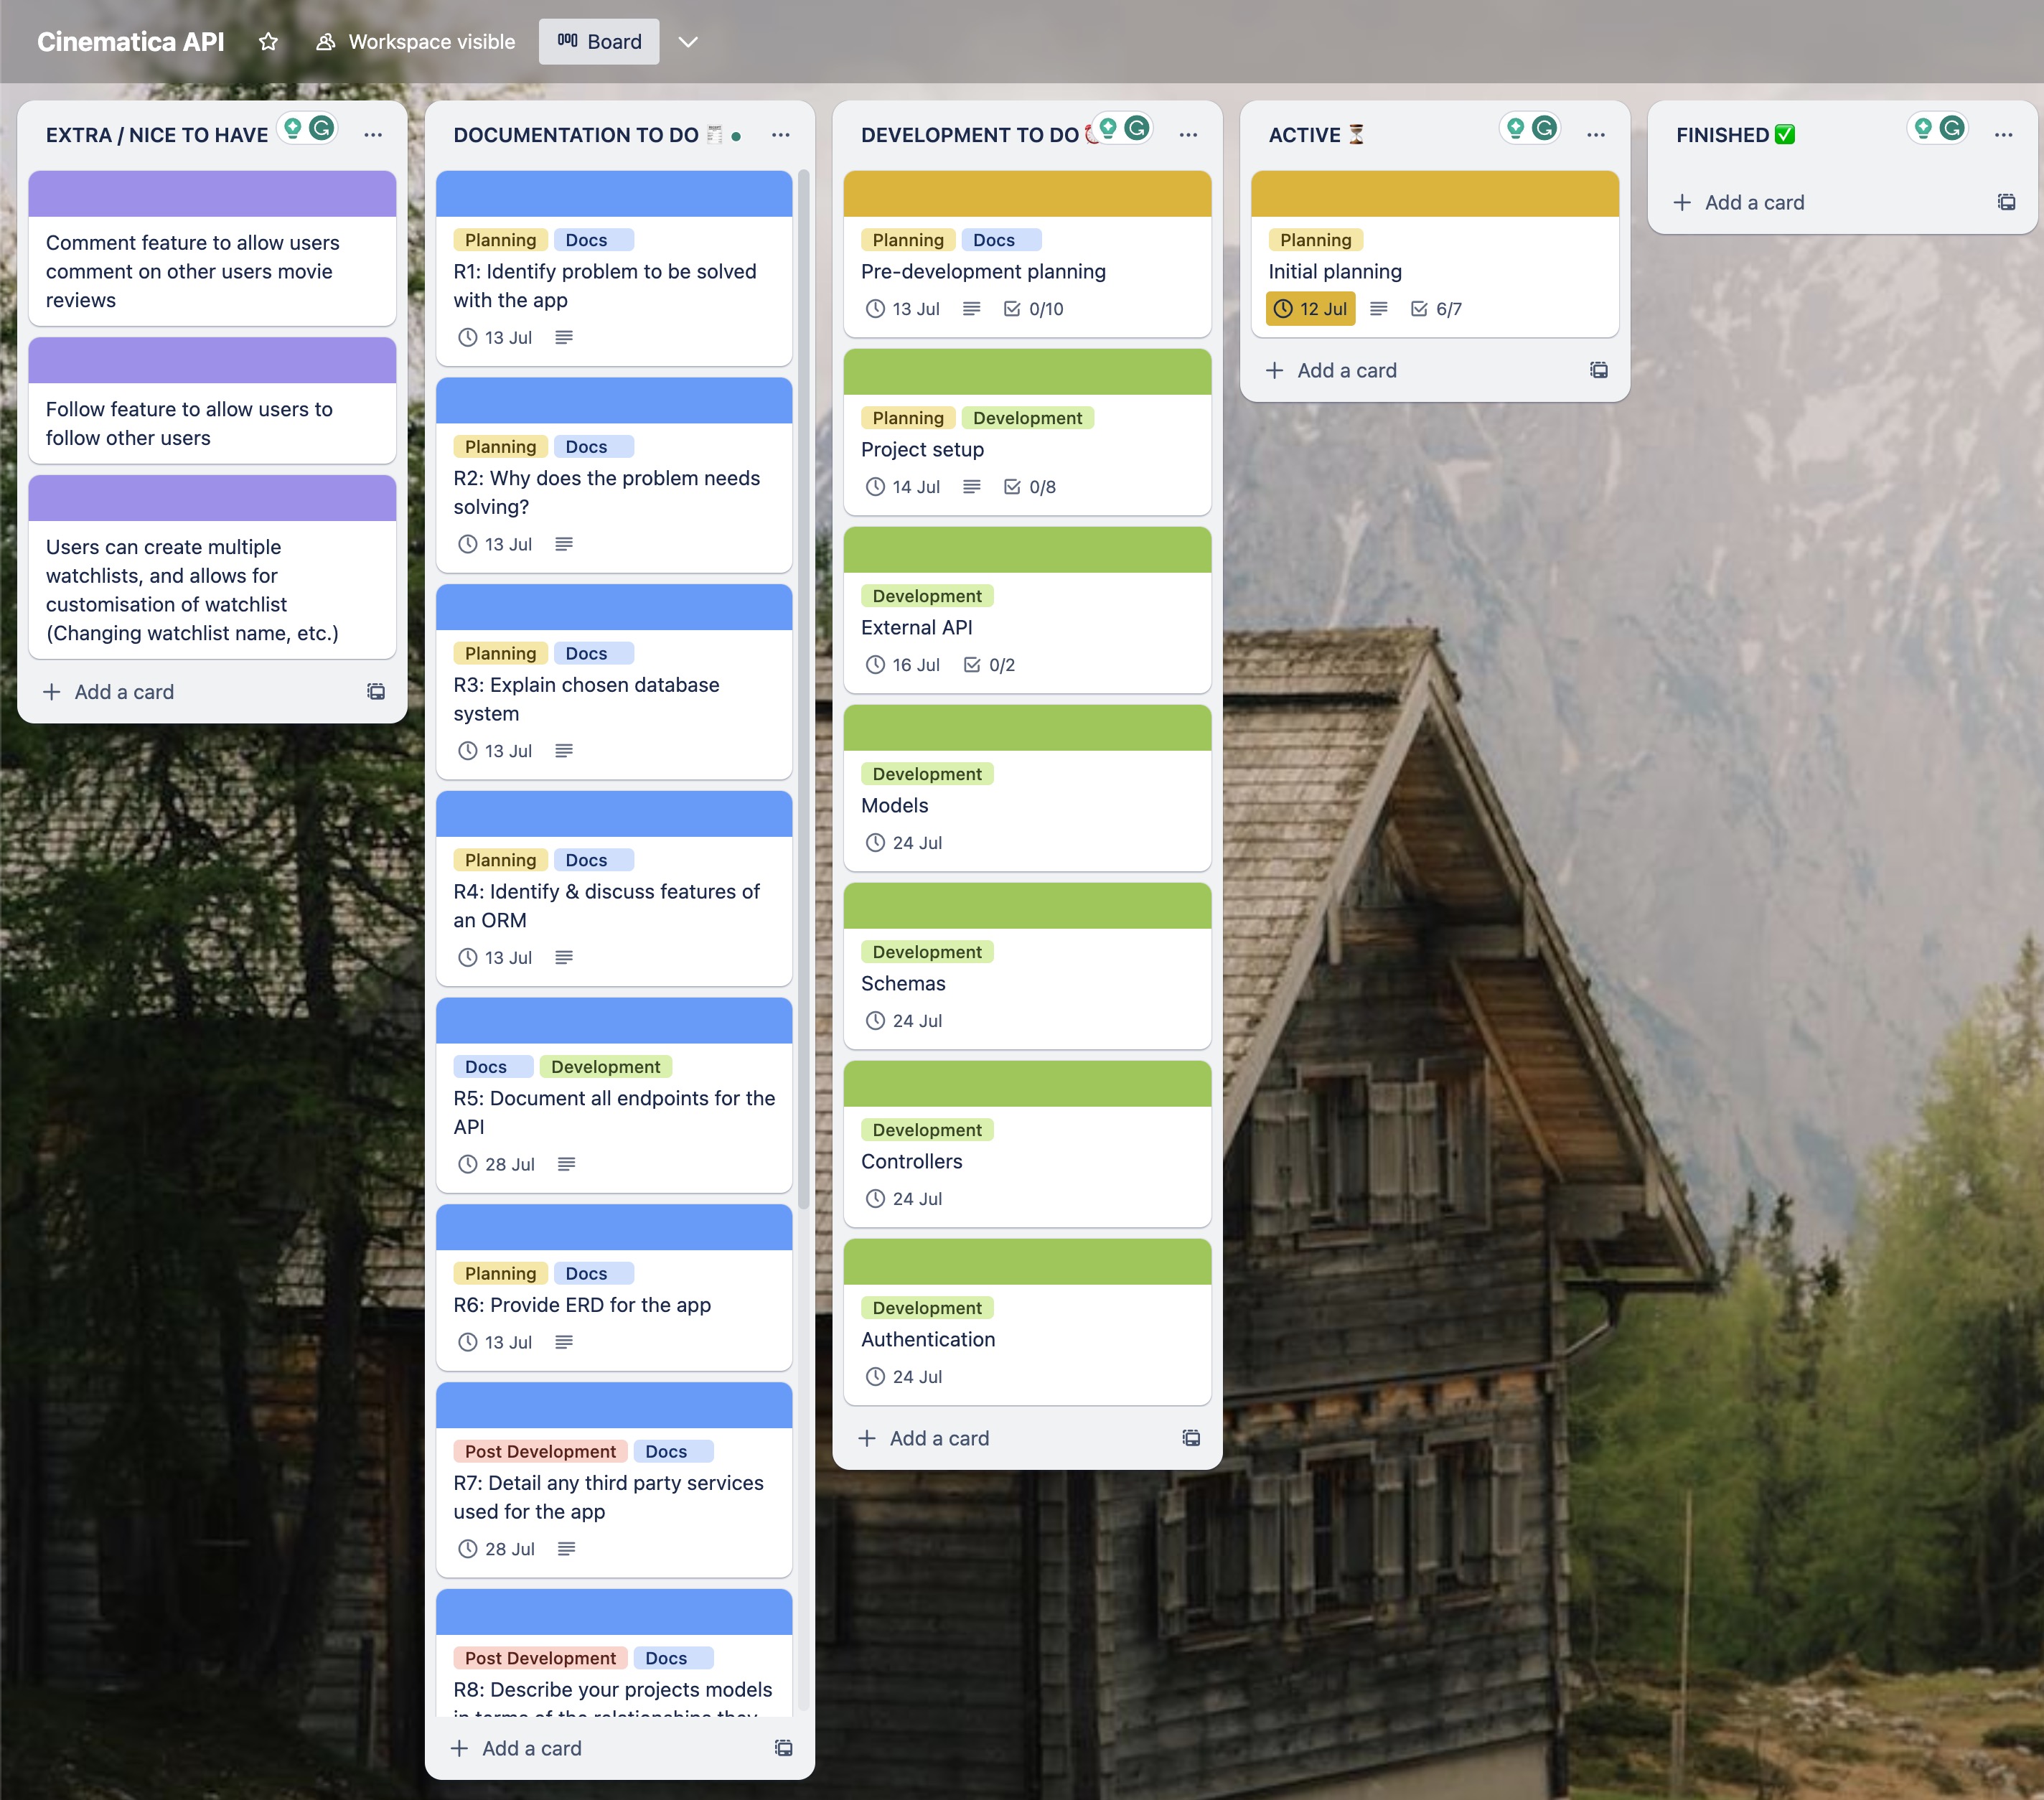 Cinematica API
Workspace visible
Board
EXTRA / NICE TO HAVE
Comment feature to allow users
comment on other users movie
reviews
Follow feature to allow users to
follow other users
Users can create multiple
watchlists, and allows for
customisation of watchlist
(Changing watchlist name, etc.)
Add a card
DOCUMENTATION TO DO
Planning Docs
R1: Identify problem to be solved
with the app
13 Jul
Planning Docs
R2: Why does the problem needs
solving?
13 Jul
Planning Docs
R3: Explain chosen database
system
13 Jul
Planning Docs
R4: Identify & discuss features of
an ORM
13 Jul
Docs Development
R5: Document all endpoints for the
API
28 Jul
Planning Docs
R6: Provide ERD for the app
13 Jul
Post Development Docs
R7: Detail any third party services
used for the app
28 Jul
Post Development Docs
R8: Describe your projects models
in terms of the relationships they
Add a card
DEVELOPMENT TO DO
Planning Docs
Pre-development planning
13 Jul 0/10
Planning Development
Project setup
14 Jul 0/8
Development
External API
16 Jul 0/2
Development
Models
24 Jul
Development
Schemas
24 Jul
Development
Controllers
24 Jul
Development
Authentication
24 Jul
Add a card
ACTIVE ⏳
Planning
Initial planning
12 Jul 6/7
Add a card
FINISHED ✅
Add a card